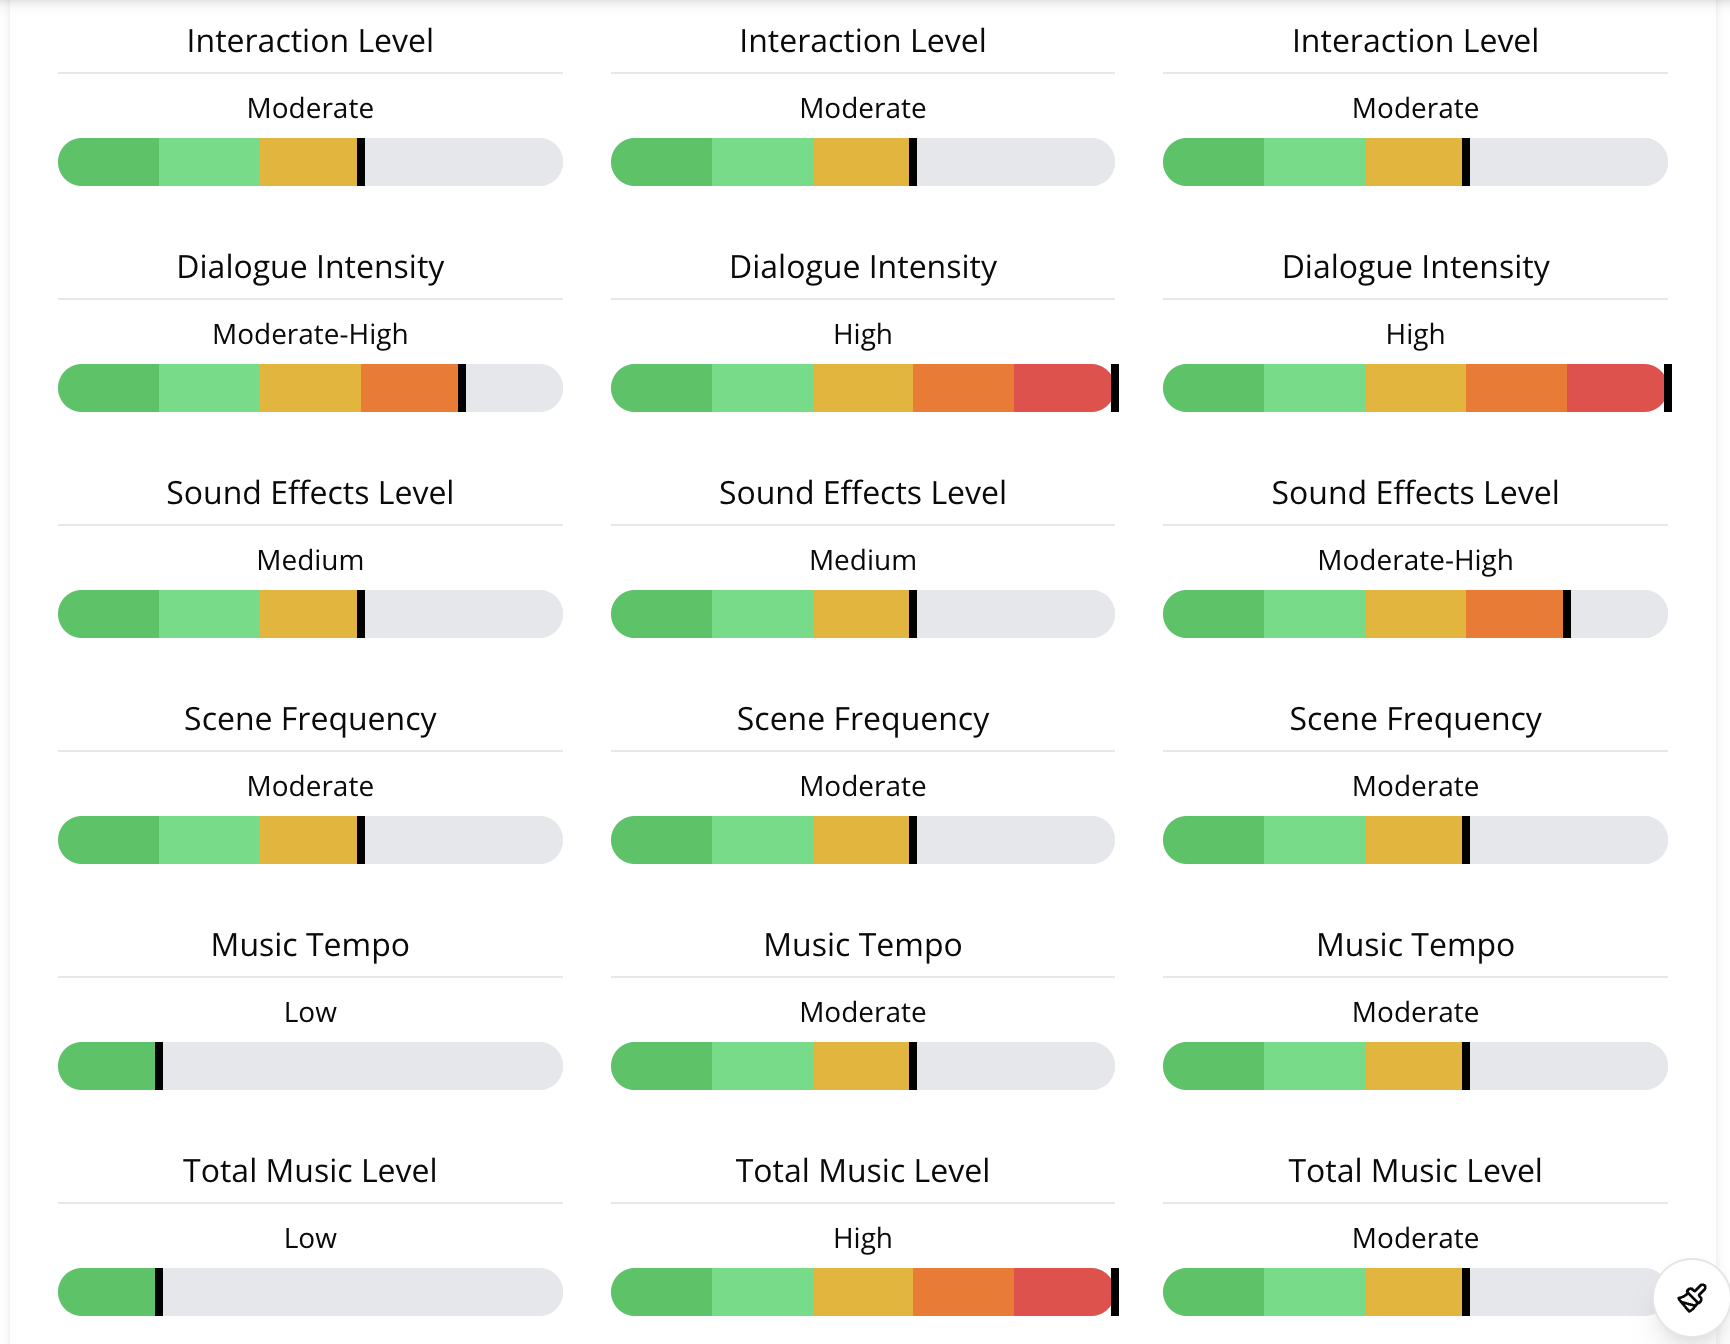 Interaction Level
Interaction Level
Interaction Level
Moderate
Moderate
Moderate
Dialogue Intensity
Dialogue Intensity
Dialogue Intensity
Moderate-High
High
High
Sound Effects Level
Sound Effects Level
Sound Effects Level
Medium
Medium
Moderate-High
Scene Frequency
Scene Frequency
Scene Frequency
Moderate
Moderate
Moderate
Music Tempo
Music Tempo
Music Tempo
Low
Moderate
Moderate
Total Music Level
Total Music Level
Total Music Level
Low
High
Moderate